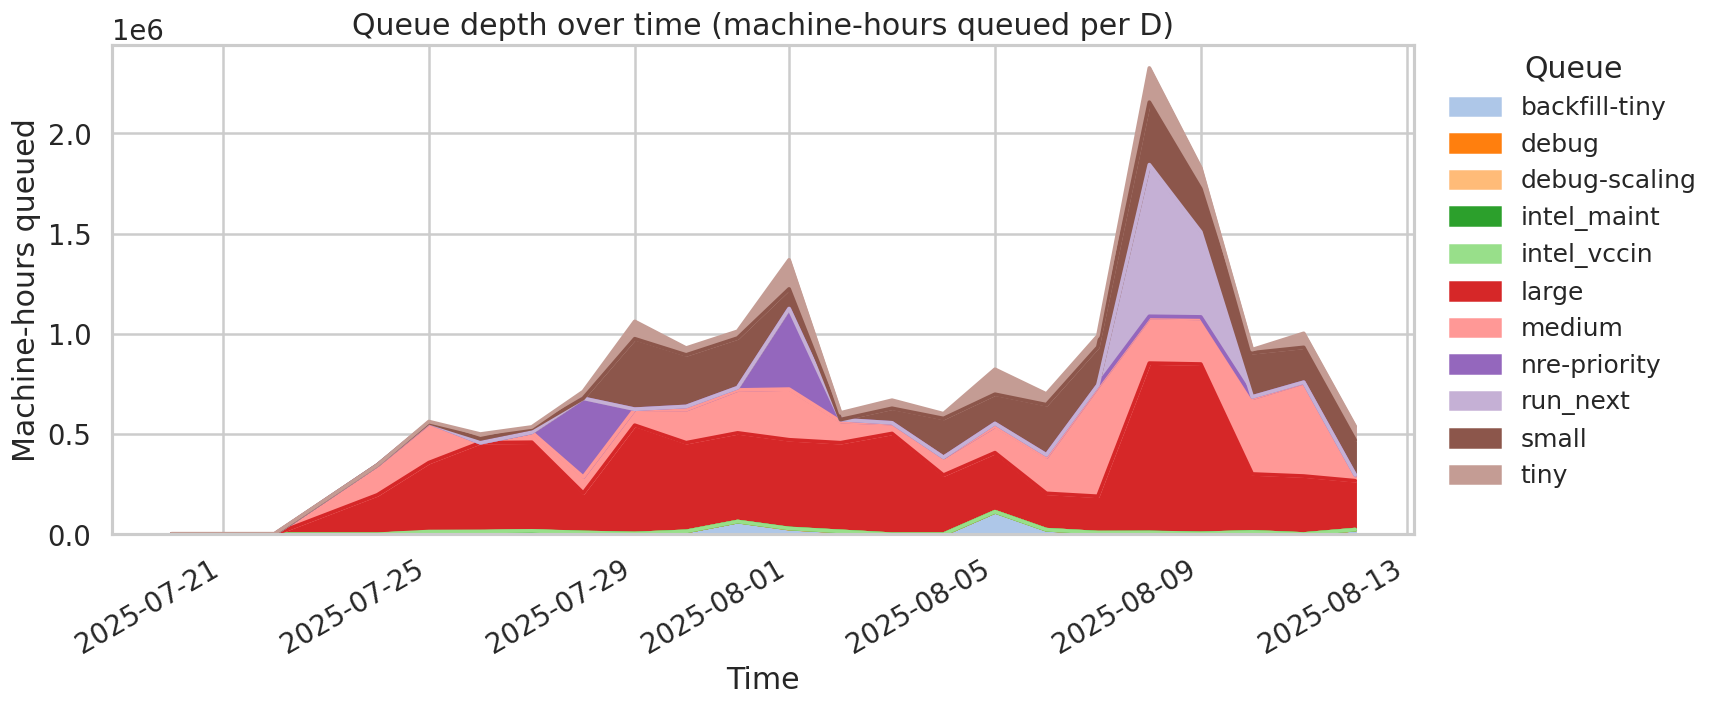 Queue depth over time (machine-hours queued per D)
1e6
Machine-hours queued
2.0
1.5
1.0
0.5
0.0
2025-07-21
2025-07-25
2025-07-29
2025-08-01
2025-08-05
2025-08-09
2025-08-13
Time
Queue
backfill-tiny
debug
debug-scaling
intel_maint
intel_vccin
large
medium
nre-priority
run_next
small
tiny